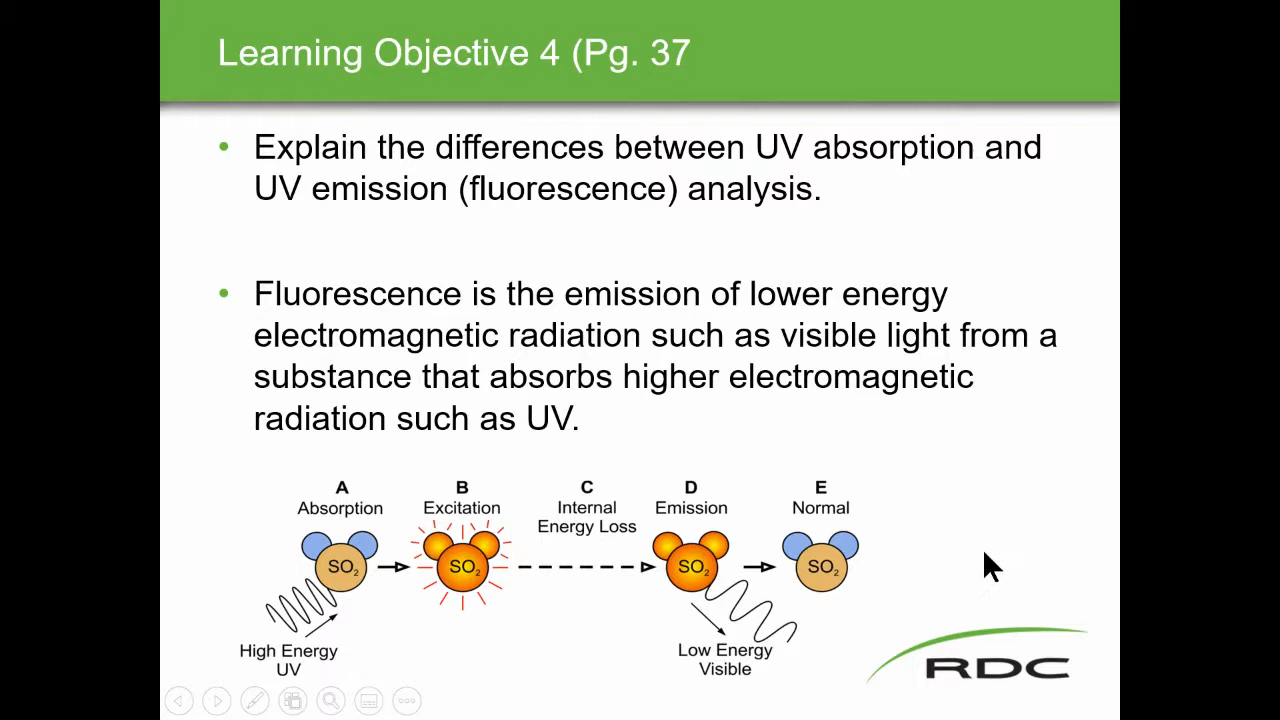 Learning Objective 4 (Pg. 37
• Explain the differences between UV absorption and
UV emission (fluorescence) analysis.
• Fluorescence is the emission of lower energy
electromagnetic radiation such as visible light from a
substance that absorbs higher electromagnetic
radiation such as UV.
A
Absorption
B
Excitation
C
Internal
Energy Loss
D
Emission
E
Normal
SO₂
SO₂
SO₂
SO₂
High Energy
UV
Low Energy
Visible
RDC